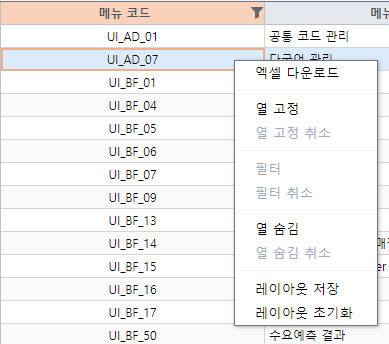 메뉴 코드
메뉴
UI_AD_01
공통 코드 관리
UI_AD_07
다국어 관리
UI_BF_01
UI_BF_04
UI_BF_05
UI_BF_06
UI_BF_07
UI_BF_09
UI_BF_13
UI_BF_14
UI_BF_15
er
UI_BF_16
UI_BF_17
UI_BF_50
수요예측 결과
엑셀 다운로드
열 고정
열 고정 취소
필터
필터 취소
열 숨김
열 숨김 취소
레이아웃 저장
레이아웃 초기화